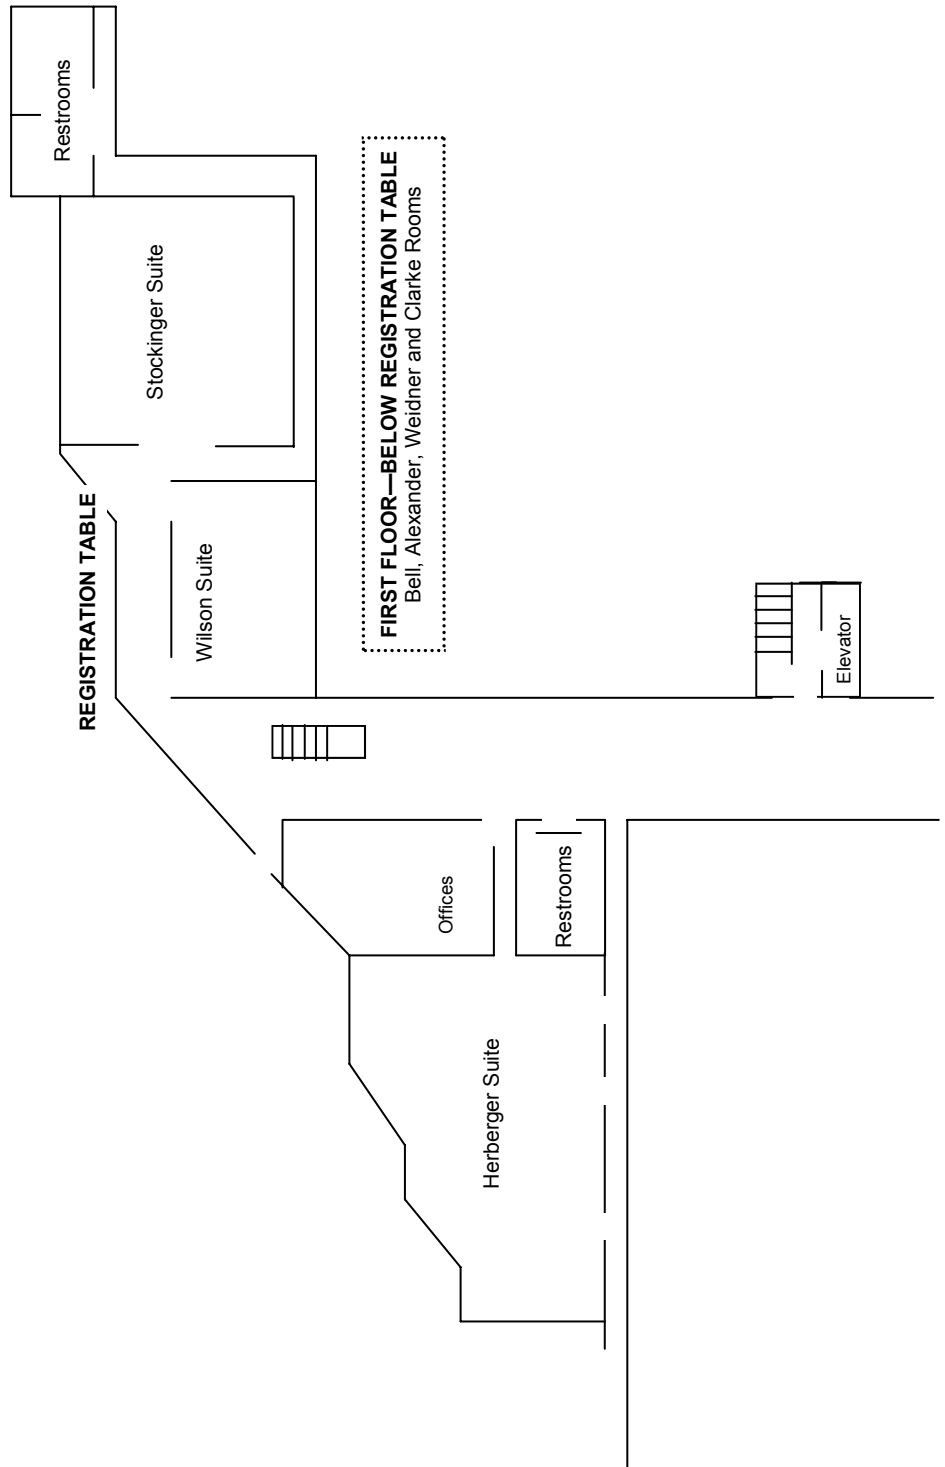 Restrooms
Stockinger Suite
REGISTRATION TABLE
Wilson Suite
FIRST FLOOR—BELOW REGISTRATION TABLE
Bell, Alexander, Weidner and Clarke Rooms
Elevator
Offices
Restrooms
Herberger Suite